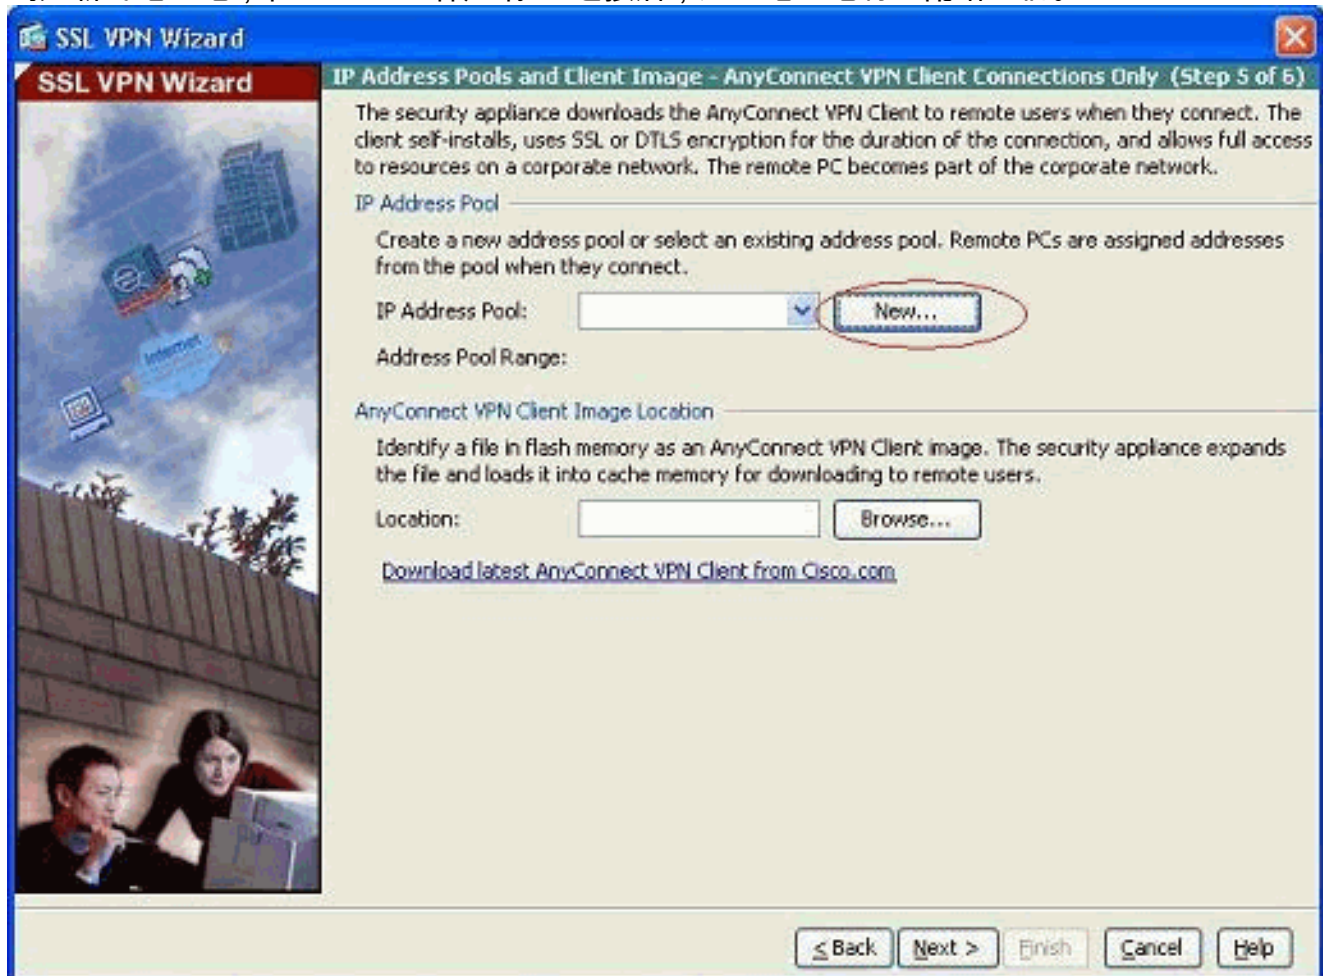 SSL VPN Wizard
SSL VPN Wizard
IP Address Pools and Client Image - AnyConnect VPN Client Connections Only (Step 5 of 6)
The security appliance downloads the AnyConnect VPN Client to remote users when they connect. The
client self-installs, uses SSL or DTLS encryption for the duration of the connection, and allows full access
to resources on a corporate network. The remote PC becomes part of the corporate network.
IP Address Pool
Create a new address pool or select an existing address pool. Remote PCs are assigned addresses
from the pool when they connect.
IP Address Pool:
New...
Address Pool Range:
Internet
AnyConnect VPN Client Image Location
Identify a file in flash memory as an AnyConnect VPN Client image. The security appliance expands
the file and loads it into cache memory for downloading to remote users.
Location:
Browse...
Download latest AnyConnect VPN Client from Cisco.com
< Back
Next >
Finish
Cancel
Help